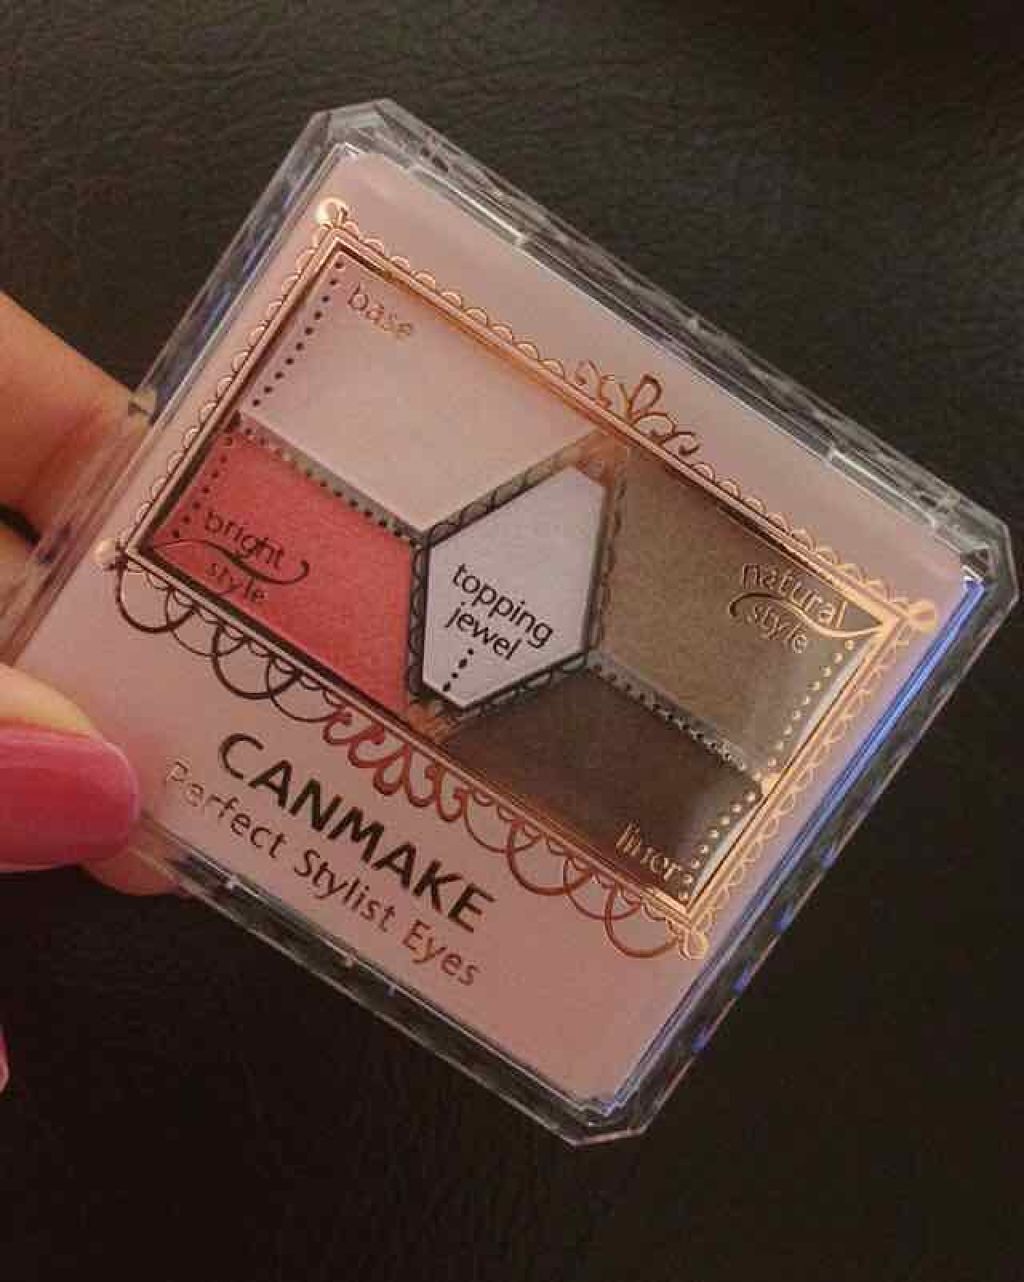 base
bright
style
topping
jewel
natural
style
liner
CANMAKE
Perfect Stylist Eyes